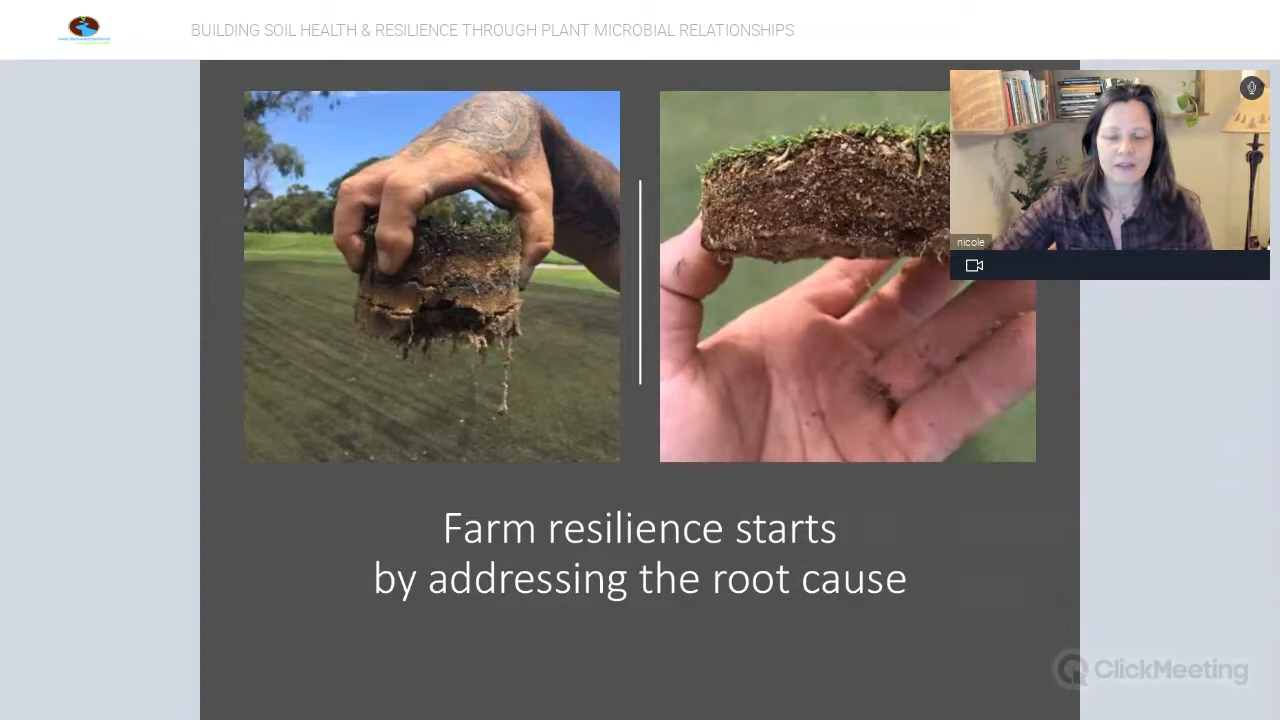 BUILDING SOIL HEALTH & RESILIENCE THROUGH PLANT MICROBIAL RELATIONSHIPS
nicole
Farm resilience starts
by addressing the root cause
ClickMeeting